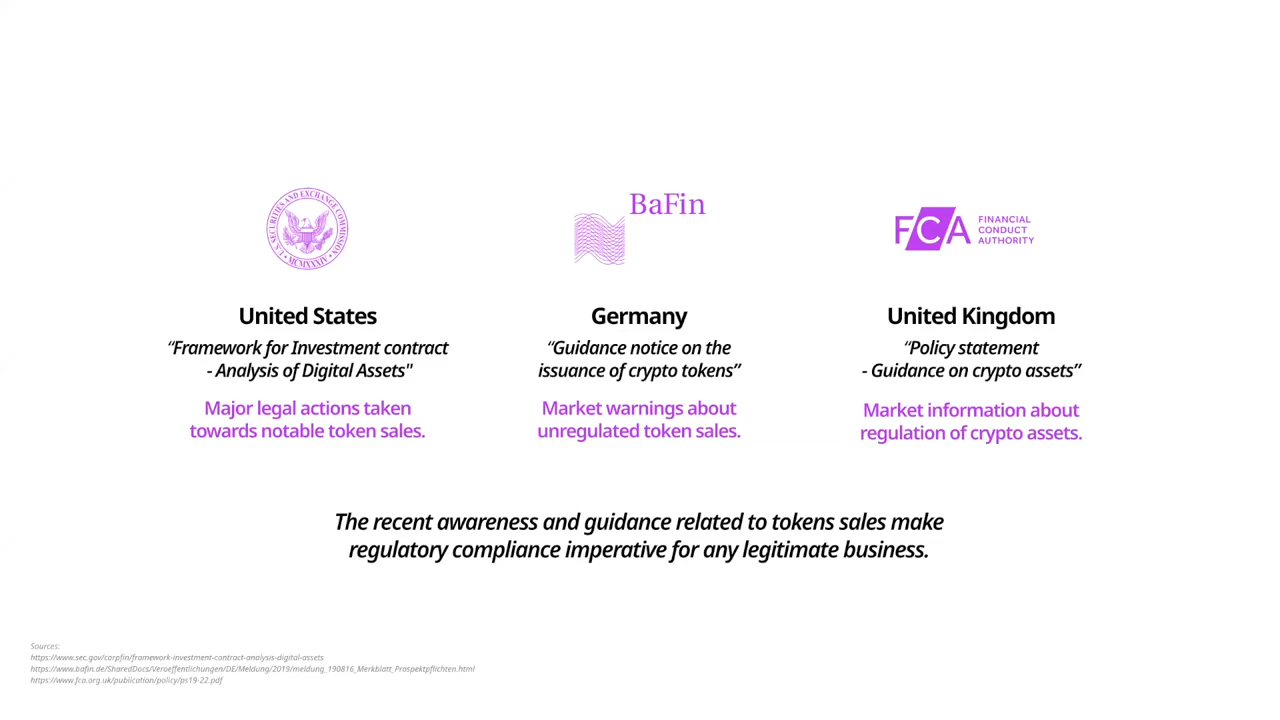 U.S. SECURITIES AND EXCHANGE COMMISSION
MCMXXXIV
BaFin
FCA
FINANCIAL
CONDUCT
AUTHORITY
United States
“Framework for Investment contract
- Analysis of Digital Assets"
Major legal actions taken
towards notable token sales.
Germany
“Guidance notice on the
issuance of crypto tokens”
Market warnings about
unregulated token sales.
United Kingdom
“Policy statement
- Guidance on crypto assets”
Market information about
regulation of crypto assets.
The recent awareness and guidance related to tokens sales make
regulatory compliance imperative for any legitimate business.
Sources:
https://www.sec.gov/corpfin/framework-investment-contract-analysis-digital-assets
https://www.bafin.de/SharedDocs/Veroeffentlichungen/DE/Meldung/2019/meldung_190816_Merkblatt_Prospektpflichten.html
https://www.fca.org.uk/publication/policy/ps19-22.pdf